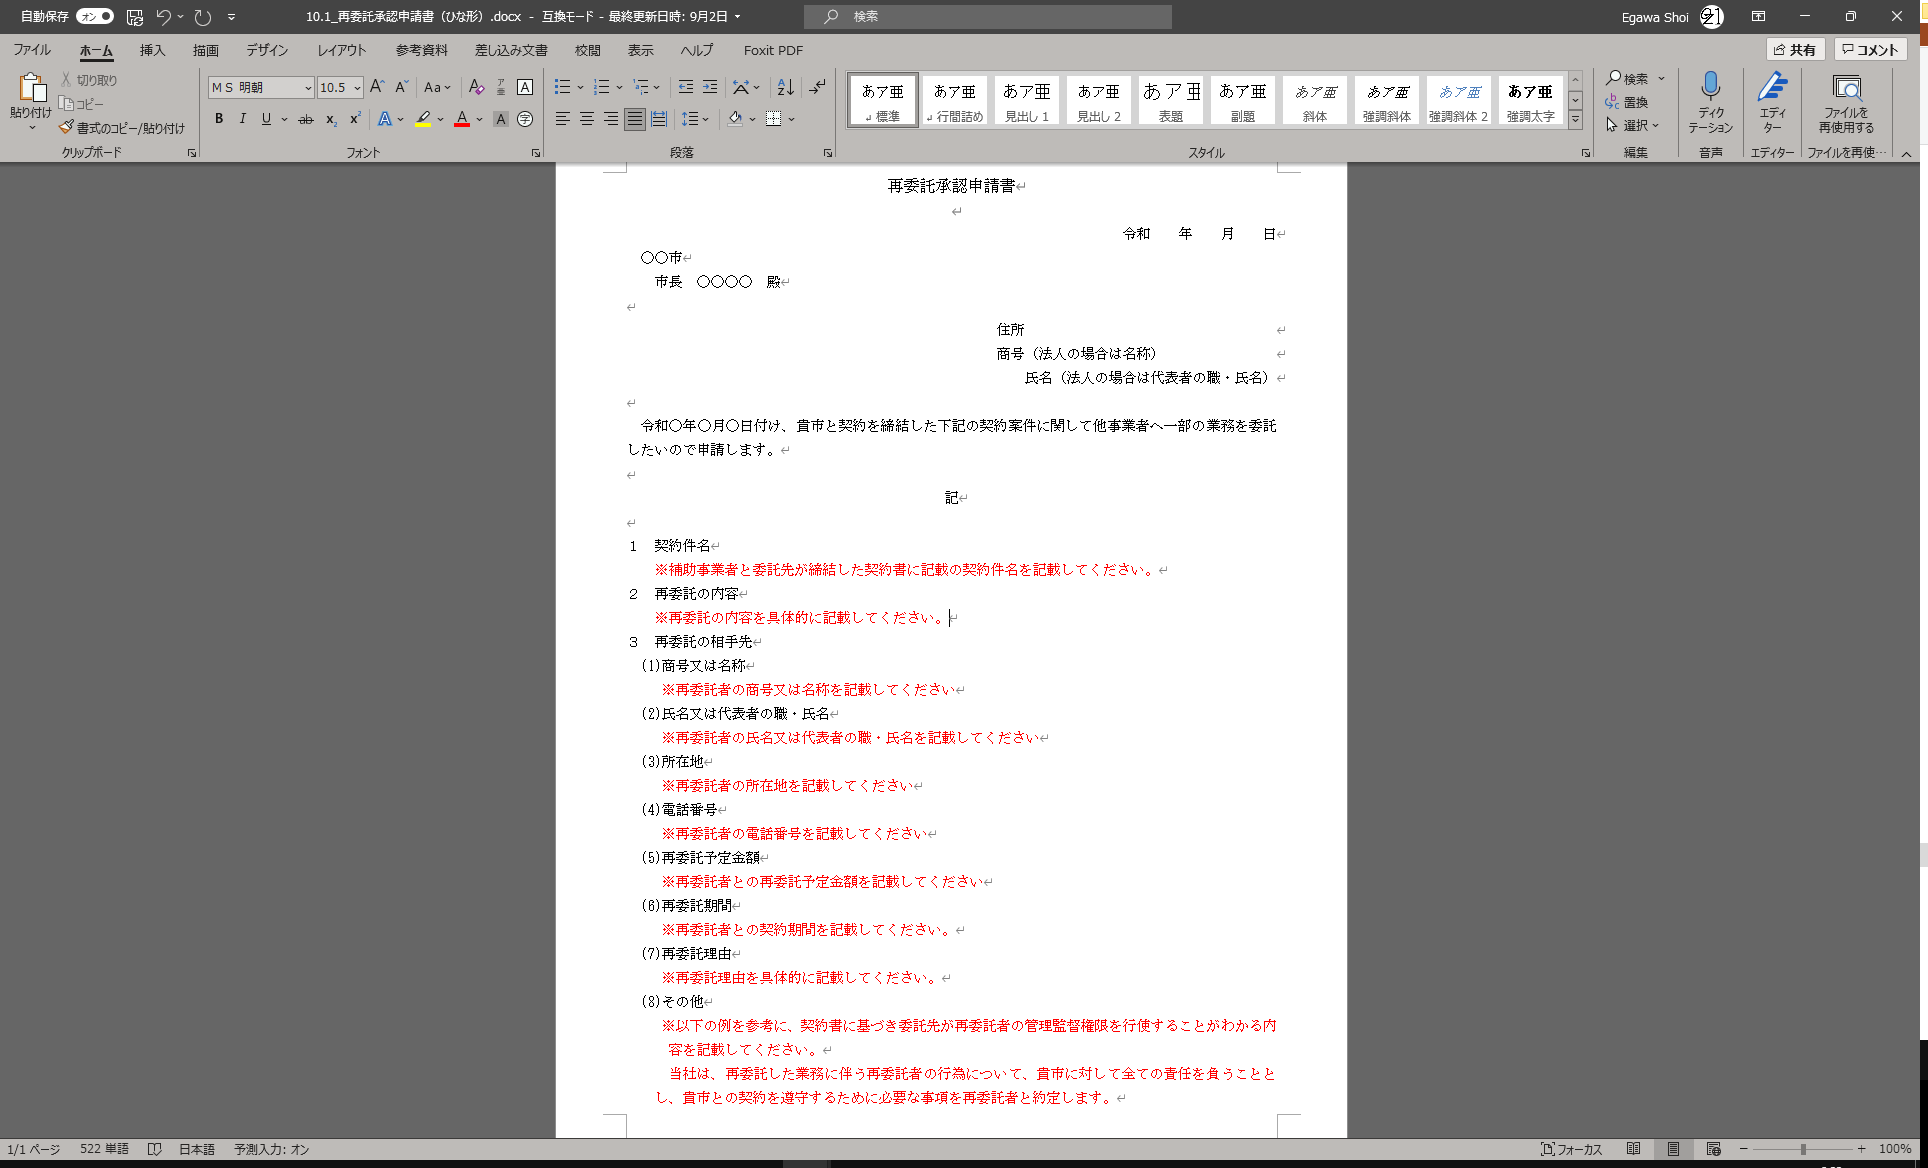 自動保存 オン 10.1_再委託承認申請書（ひな形）.docx - 互換モード - 最終更新日時: 9月2日 検索 Egawa Shoi
ファイル ホーム 挿入 描画 デザイン レイアウト 参考資料 差し込み文書 校閲 表示 ヘルプ Foxit PDF 共有 コメント
貼り付け 切り取り コピー 書式のコピー/貼り付け
ＭＳ 明朝 10.5
標準 行間詰め 見出し 1 見出し 2 表題 副題 斜体 強調斜体 強調斜体 2 強調太字
検索 置換 選択
ディクテーション エディター ファイルを再使用する
クリップボード フォント 段落 スタイル 編集 音声 エディター ファイルを再使…
再委託承認申請書
令和　　年　　月　　日
〇〇市
市長　〇〇〇〇　殿
住所
商号（法人の場合は名称）
氏名（法人の場合は代表者の職・氏名）
令和〇年〇月〇日付け、貴市と契約を締結した下記の契約案件に関して他事業者へ一部の業務を委託
したいので申請します。
記
１　契約件名
※補助事業者と委託先が締結した契約書に記載の契約件名を記載してください。
２　再委託の内容
※再委託の内容を具体的に記載してください。
３　再委託の相手先
(1)商号又は名称
※再委託者の商号又は名称を記載してください
(2)氏名又は代表者の職・氏名
※再委託者の氏名又は代表者の職・氏名を記載してください
(3)所在地
※再委託者の所在地を記載してください
(4)電話番号
※再委託者の電話番号を記載してください
(5)再委託予定金額
※再委託者との再委託予定金額を記載してください
(6)再委託期間
※再委託者との契約期間を記載してください。
(7)再委託理由
※再委託理由を具体的に記載してください。
(8)その他
※以下の例を参考に、契約書に基づき委託先が再委託者の管理監督権限を行使することがわかる内
容を記載してください。
当社は、再委託した業務に伴う再委託者の行為について、貴市に対して全ての責任を負うことと
し、貴市との契約を遵守するために必要な事項を再委託者と約定します。
1/1 ページ 522 単語 日本語 予測入力: オン フォーカス 100%